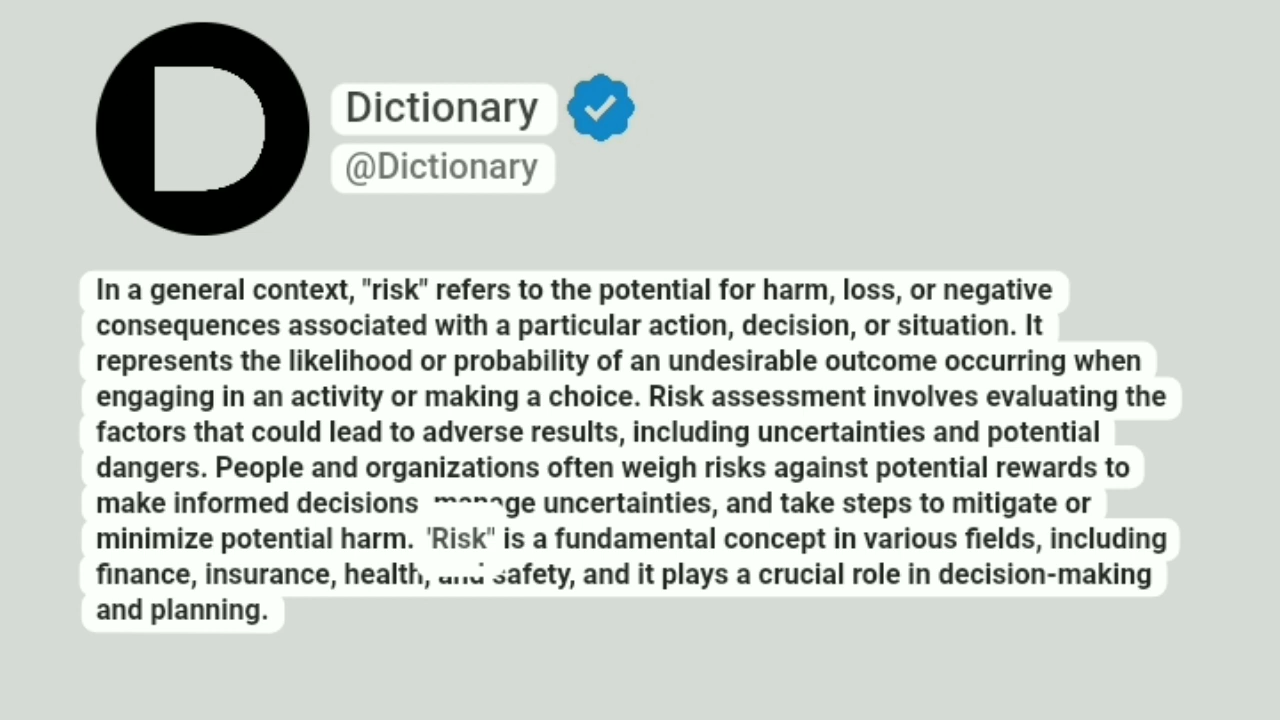 D
Dictionary
@Dictionary
In a general context, "risk" refers to the potential for harm, loss, or negative
consequences associated with a particular action, decision, or situation. It
represents the likelihood or probability of an undesirable outcome occurring when
engaging in an activity or making a choice. Risk assessment involves evaluating the
factors that could lead to adverse results, including uncertainties and potential
dangers. People and organizations often weigh risks against potential rewards to
make informed decisions manage uncertainties, and take steps to mitigate or
minimize potential harm. "Risk" is a fundamental concept in various fields, including
finance, insurance, health, and safety, and it plays a crucial role in decision-making
and planning.